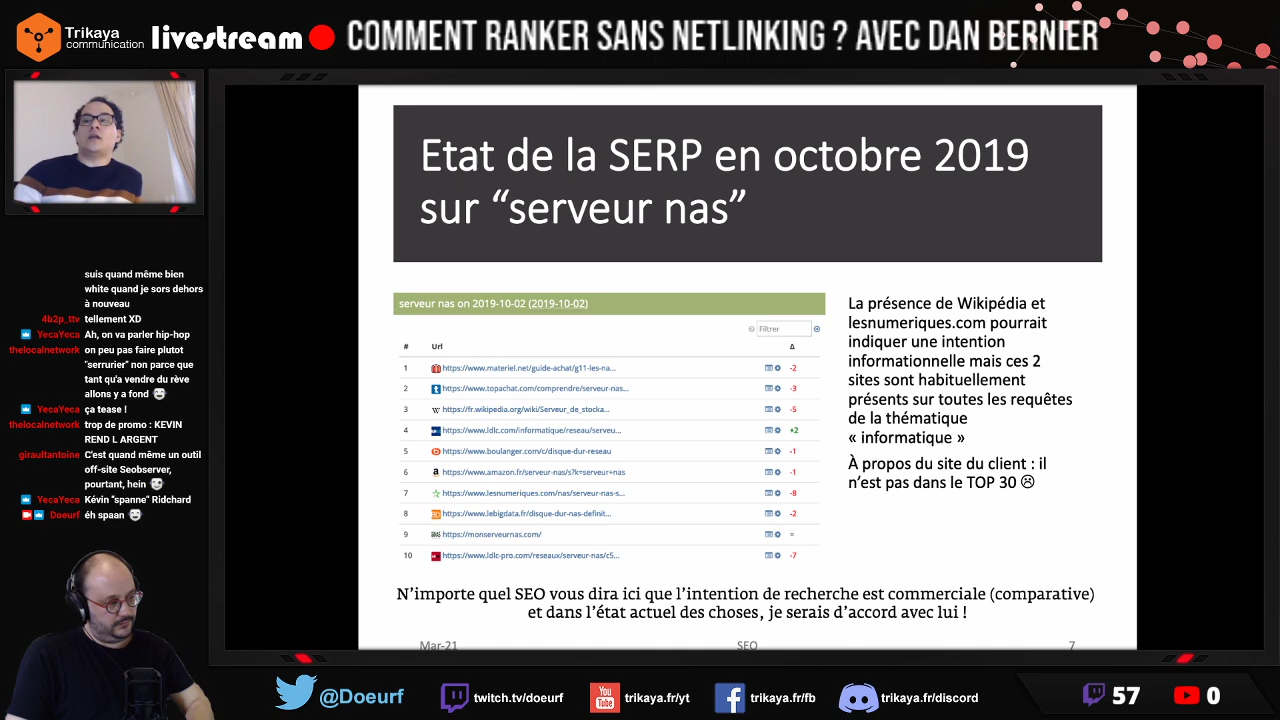 Trikaya
communication
livestream
COMMENT RANKER SANS NETLINKING ? AVEC DAN BERNIER
suis quand même bien
white quand je sors dehors
à nouveau
4b2p_ttv tellement XD
YecaYeca Ah, on va parler hip-hop
thelocalnetwork on peu pas faire plutot
"serrurier" non parce que
tant qu'a vendre du rève
allons y a fond
YecaYeca ça tease !
thelocalnetwork trop de promo : KEVIN
REND L ARGENT
giraultantoine C'est quand même un outil
off-site Seobserver,
pourtant, hein
YecaYeca Kévin "spanne" Ridchard
Doeurf éh spaan
Etat de la SERP en octobre 2019
sur “serveur nas”
serveur nas on 2019-10-02 (2019-10-02)
Filtrer
# Url Δ
1 https://www.materiel.net/guide-achat/g11-les-na... -2
2 https://www.topachat.com/comprendre/serveur-nas... -3
3 https://fr.wikipedia.org/wiki/Serveur_de_stocka... -5
4 https://www.ldlc.com/informatique/reseau/serveu... +2
5 https://www.boulanger.com/c/disque-dur-reseau -1
6 https://www.amazon.fr/serveur-nas/s?k=serveur+nas -1
7 https://www.lesnumeriques.com/nas/serveur-nas-s... -8
8 https://www.lebigdata.fr/disque-dur-nas-definit... -2
9 https://monserveurnas.com/ =
10 https://www.ldlc-pro.com/reseaux/serveur-nas/c5... -7
La présence de Wikipédia et
lesnumeriques.com pourrait
indiquer une intention
informationnelle mais ces 2
sites sont habituellement
présents sur toutes les requêtes
de la thématique
« informatique »
À propos du site du client : il
n’est pas dans le TOP 30 ☹
N’importe quel SEO vous dira ici que l’intention de recherche est commerciale (comparative)
et dans l’état actuel des choses, je serais d’accord avec lui !
Mar-21 SEO 7
@Doeurf
twitch.tv/doeurf
You
Tube
trikaya.fr/yt
trikaya.fr/fb
trikaya.fr/discord
57
0